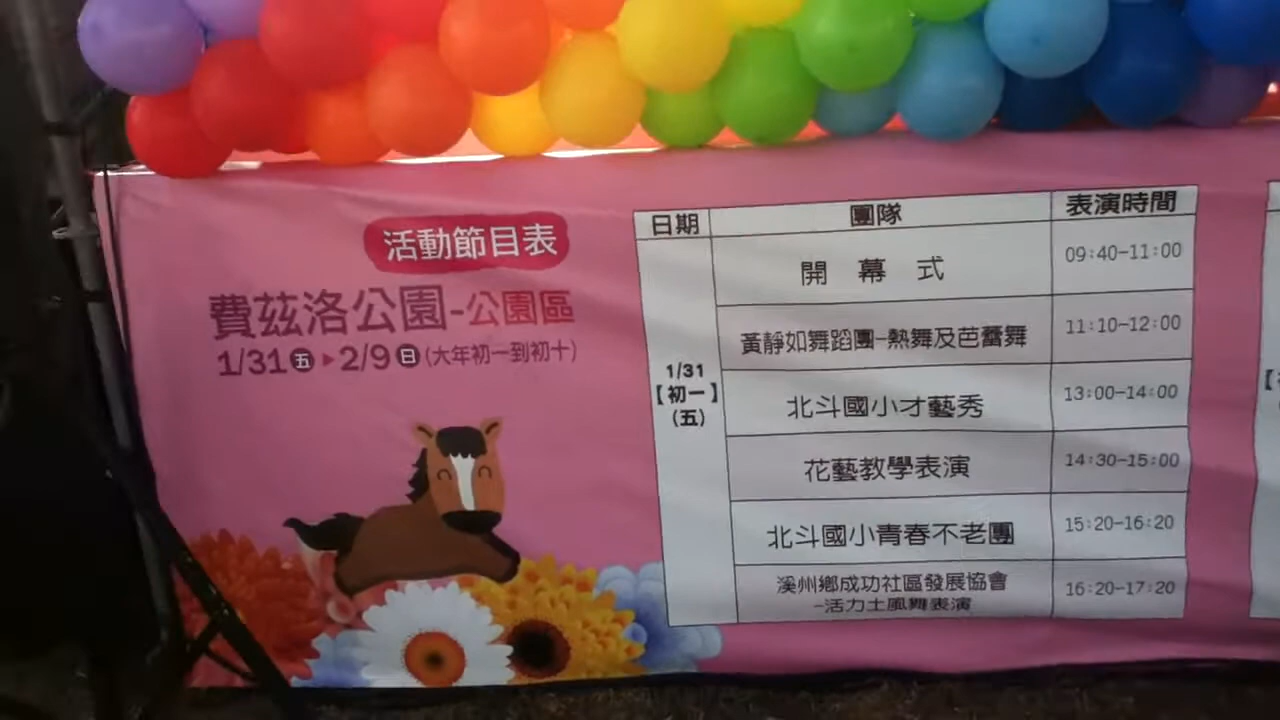 活動節目表
費茲洛公園-公園區
1/31五▸2/9日(大年初一到初十)
日期 團隊 表演時間
1/31
【初一】
(五)
開 幕 式 09:40-11:00
黃靜如舞蹈團-熱舞及芭蕾舞 11:10-12:00
北斗國小才藝秀 13:00-14:00
花藝教學表演 14:30-15:00
北斗國小青春不老團 15:20-16:20
溪州鄉成功社區發展協會
-活力土風舞表演 16:20-17:20